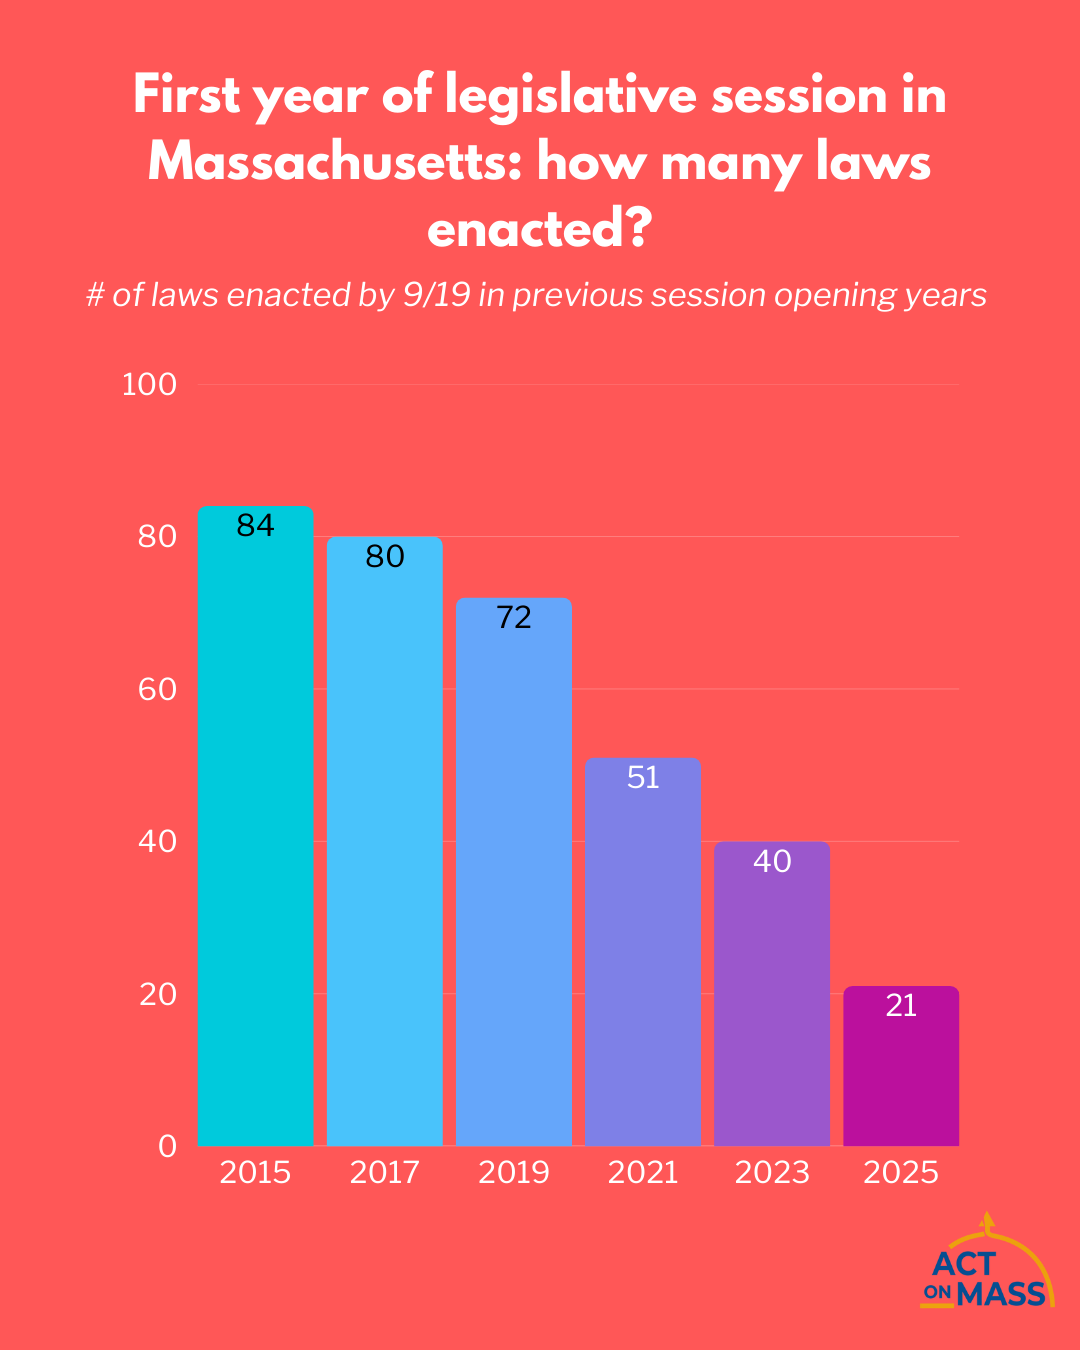 First year of legislative session in
Massachusetts: how many laws
enacted?
# of laws enacted by 9/19 in previous session opening years
100
80
60
40
20
0
84
80
72
51
40
21
2015 2017 2019 2021 2023 2025
ACT
ON MASS